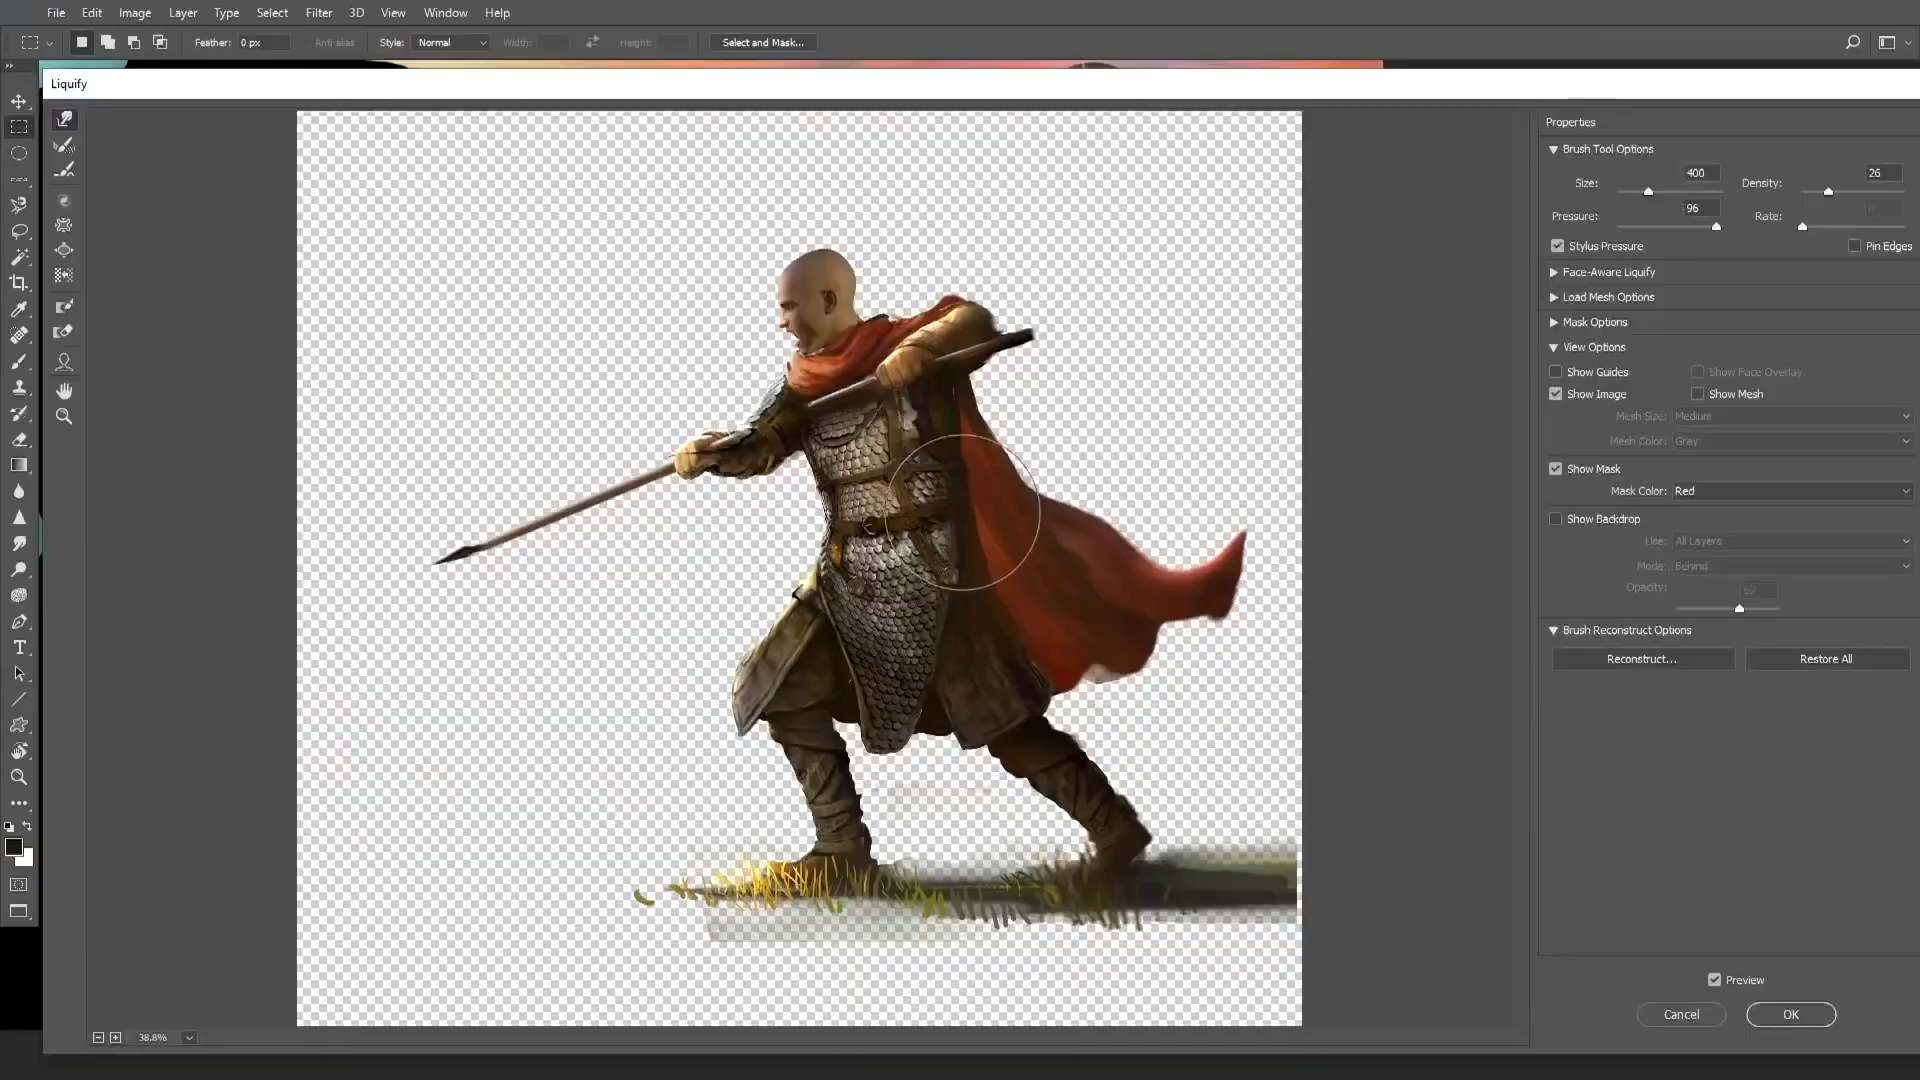 File Edit Image Layer Type Select Filter 3D View Window Help
Feather: 0 px Anti-alias Style: Normal Width: Height: Select and Mask...
Liquify
Properties
Brush Tool Options
Size: 400 Density: 26
Pressure: 96 Rate:
Stylus Pressure Pin Edges
Face-Aware Liquify
Load Mesh Options
Mask Options
View Options
Show Guides Show Face Overlay
Show Image Show Mesh
Mesh Size: Medium
Mesh Color: Gray
Show Mask
Mask Color: Red
Show Backdrop
Use: All Layers
Mode: Behind
Opacity: 62
Brush Reconstruct Options
Reconstruct... Restore All
Preview
Cancel OK
38.8%